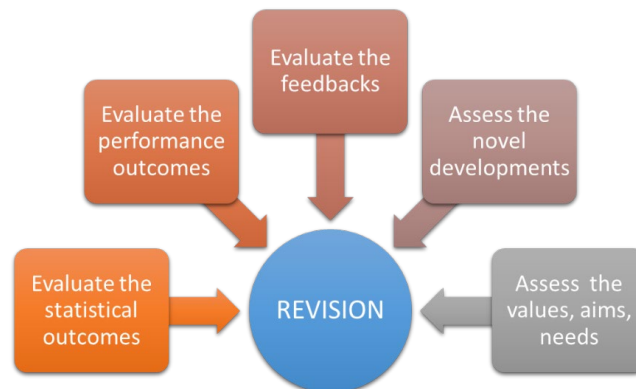 Evaluate the
feedbacks
Evaluate the
performance
outcomes
Assess the
novel
developments
Evaluate the
statistical
outcomes
REVISION
Assess the
values, aims,
needs